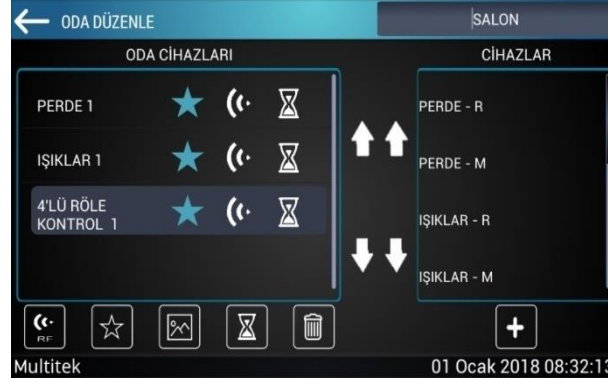 ODA DÜZENLE
SALON
ODA CİHAZLARI
CİHAZLAR
PERDE 1
IŞIKLAR 1
4'LÜ RÖLE
KONTROL 1
PERDE - R
PERDE - M
IŞIKLAR - R
IŞIKLAR - M
RF
Multitek
01 Ocak 2018 08:32:13